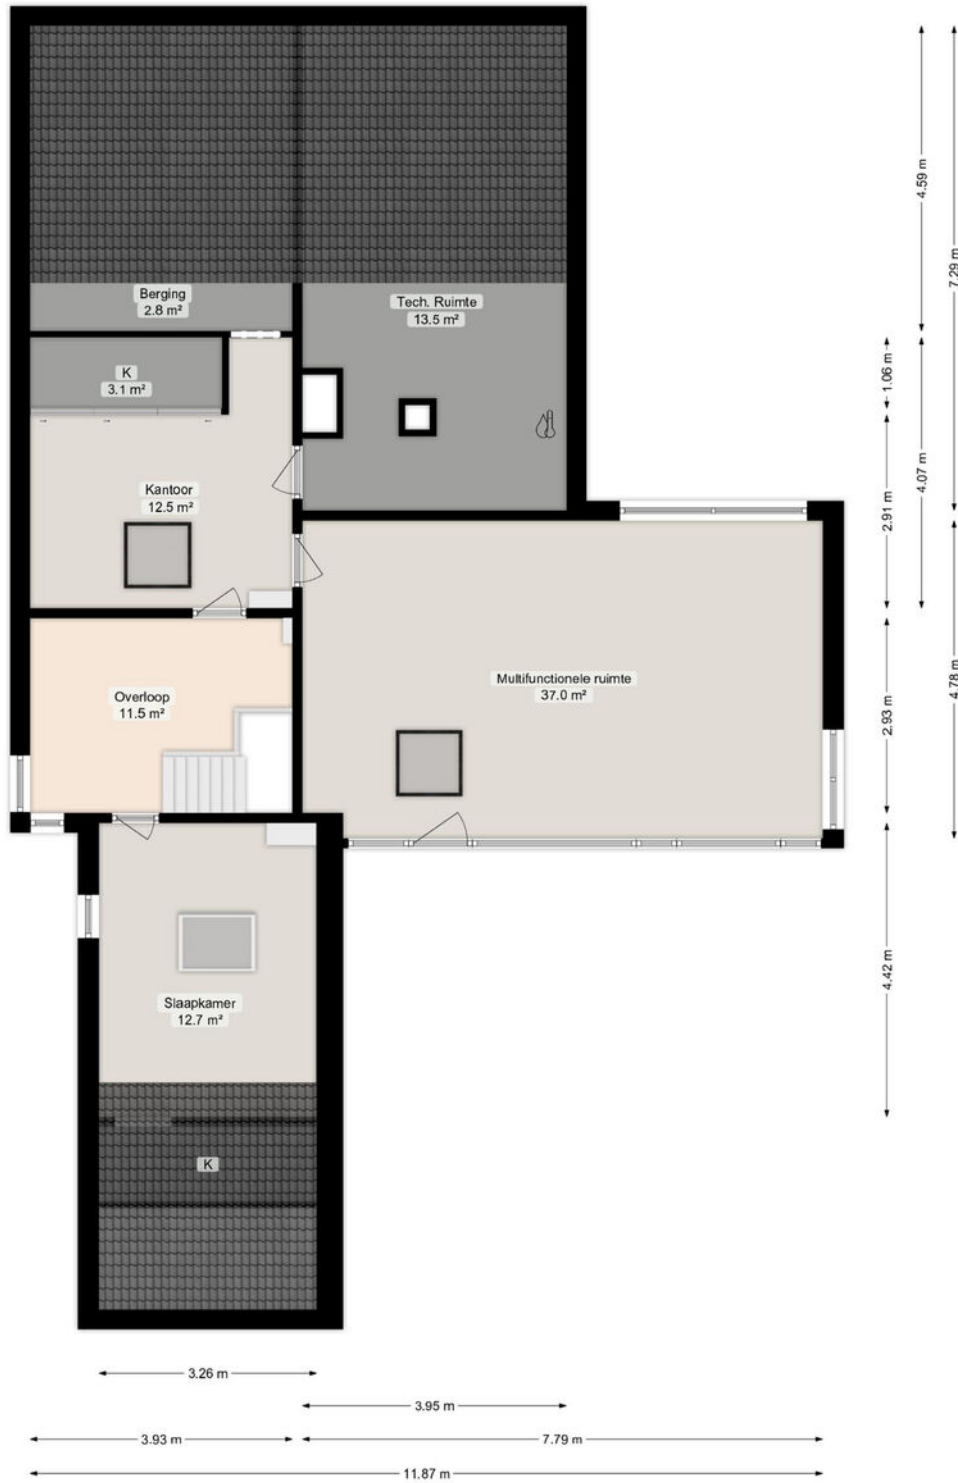 Berging
2.8 m²
Tech. Ruimte
13.5 m²
K
3.1 m²
Kantoor
12.5 m²
Overloop
11.5 m²
Multifunctionele ruimte
37.0 m²
Slaapkamer
12.7 m²
K
4.59 m
7.29 m
1.06 m
4.07 m
2.91 m
2.93 m
4.78 m
4.42 m
3.26 m
3.95 m
3.93 m
7.79 m
11.87 m